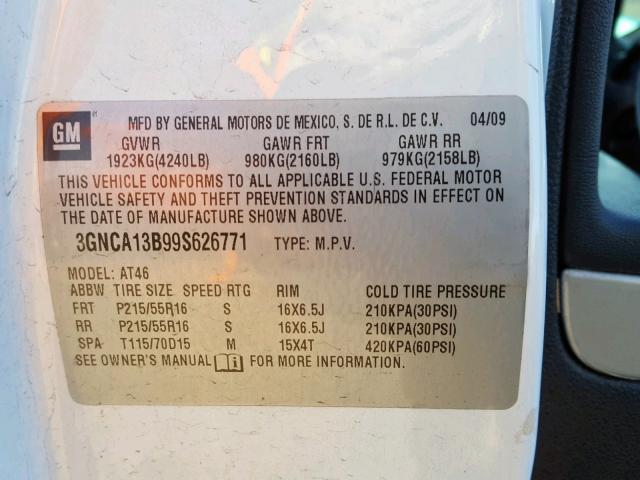 GM
MFD BY GENERAL MOTORS DE MEXICO, S. DE R.L. DE C.V. 04/09
GVWR GAWR FRT GAWR RR
1923KG(4240LB) 980KG(2160LB) 979KG(2158LB)
THIS VEHICLE CONFORMS TO ALL APPLICABLE U.S. FEDERAL MOTOR
VEHICLE SAFETY AND THEFT PREVENTION STANDARDS IN EFFECT ON
THE DATE OF MANUFACTURE SHOWN ABOVE.
3GNCA13B99S626771 TYPE: M.P.V.
MODEL: AT46
ABBW TIRE SIZE SPEED RTG RIM COLD TIRE PRESSURE
FRT P215/55R16 S 16X6.5J 210KPA(30PSI)
RR P215/55R16 S 16X6.5J 210KPA(30PSI)
SPA T115/70D15 M 15X4T 420KPA(60PSI)
SEE OWNER'S MANUAL i FOR MORE INFORMATION.